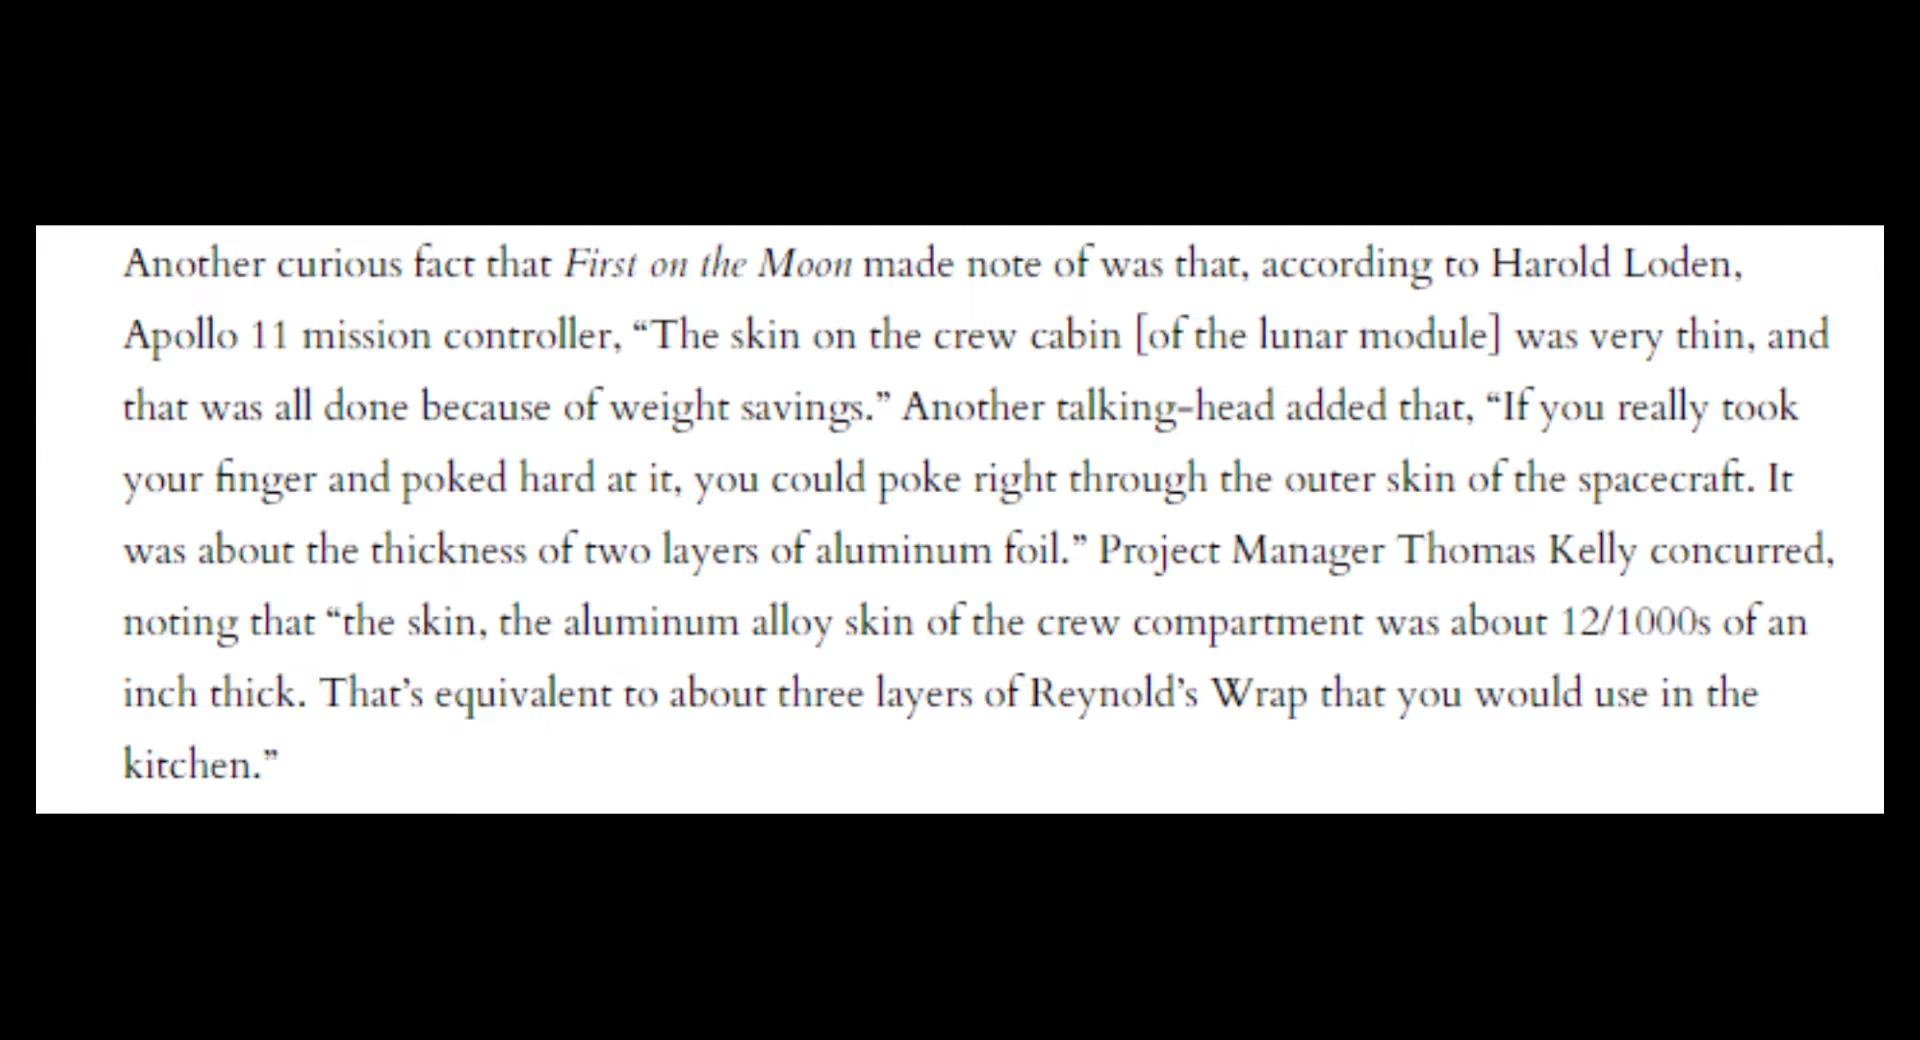 Another curious fact that First on the Moon made note of was that, according to Harold Loden,
Apollo 11 mission controller, “The skin on the crew cabin [of the lunar module] was very thin, and
that was all done because of weight savings.” Another talking-head added that, “If you really took
your finger and poked hard at it, you could poke right through the outer skin of the spacecraft. It
was about the thickness of two layers of aluminum foil.” Project Manager Thomas Kelly concurred,
noting that “the skin, the aluminum alloy skin of the crew compartment was about 12/1000s of an
inch thick. That’s equivalent to about three layers of Reynold’s Wrap that you would use in the
kitchen.”